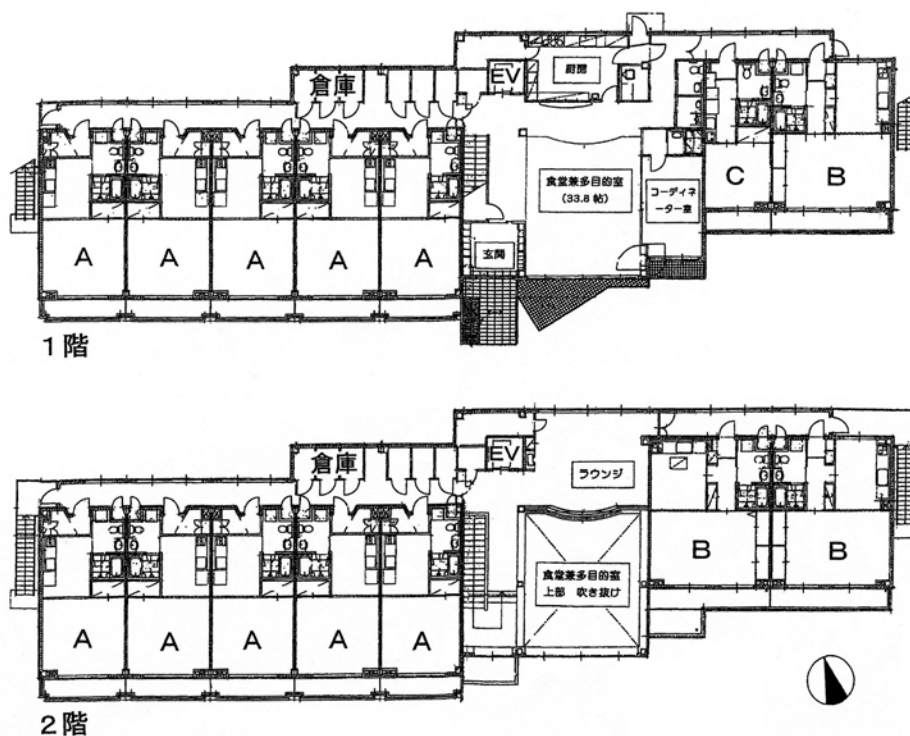 倉庫
EV
厨房
食堂兼多目的室
(33.8 帖)
コーディネ
ーター室
玄関
A
A
A
A
A
C
B
1階
倉庫
EV
ラウンジ
食堂兼多目的室
上部 吹き抜け
A
A
A
A
A
B
B
2階